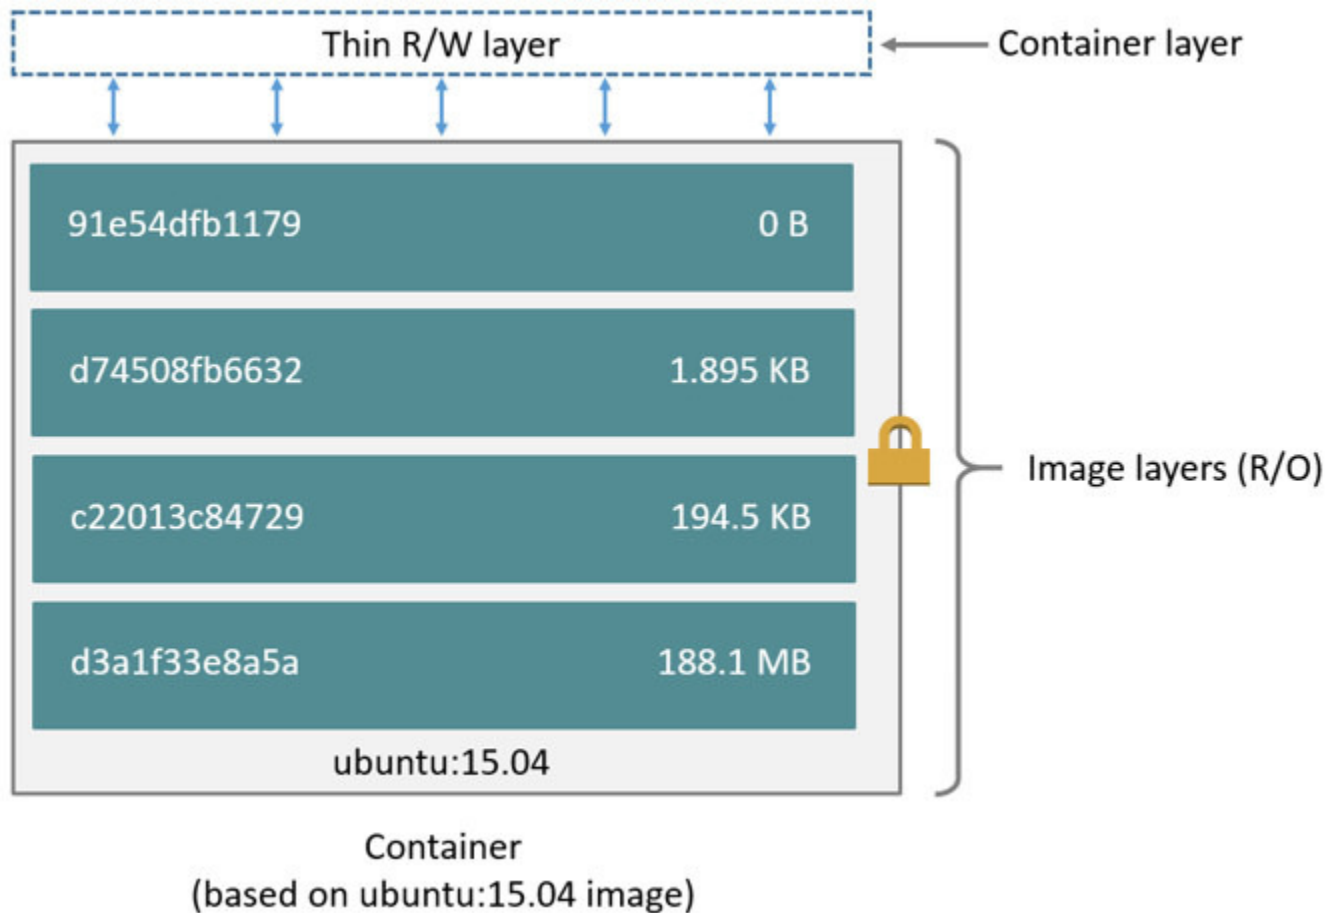 Thin R/W layer
Container layer
91e54dfb1179 0 B
d74508fb6632 1.895 KB
c22013c84729 194.5 KB
d3a1f33e8a5a 188.1 MB
Image layers (R/O)
ubuntu:15.04
Container
(based on ubuntu:15.04 image)